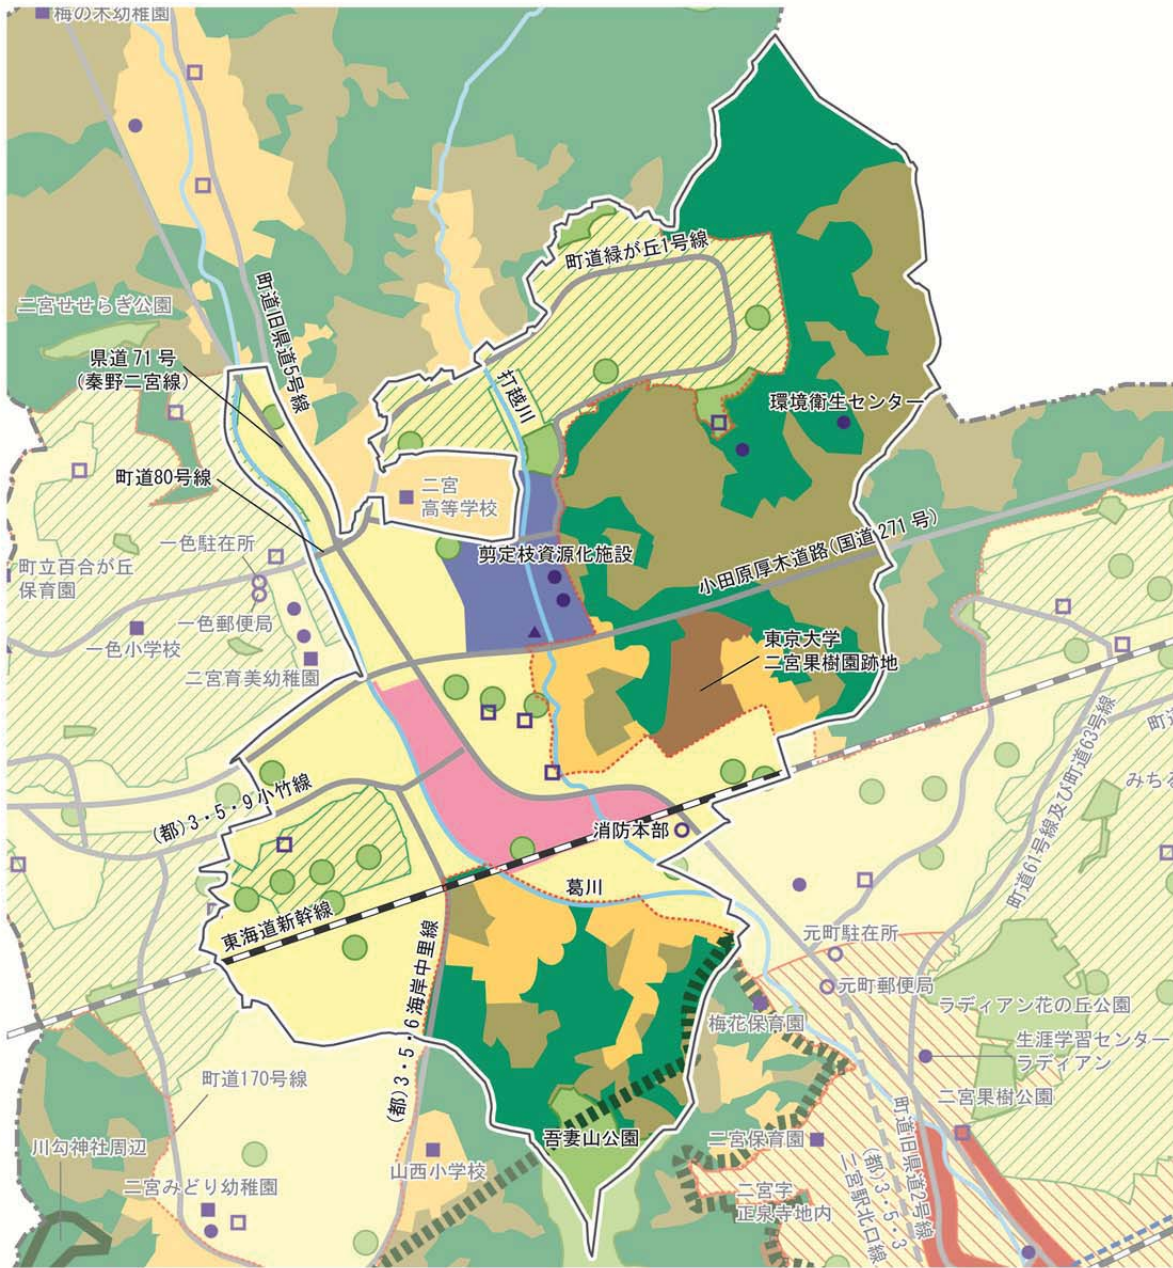 梅の木幼稚園
町道緑が丘1号線
町道旧県道5号線
二宮せせらぎ公園
県道71号
(秦野二宮線)
打越川
環境衛生センター
町道80号線
二宮
高等学校
一色駐在所
剪定枝資源化施設
小田原厚木道路(国道271号)
町立百合が丘
保育園
一色郵便局
一色小学校
二宮育美幼稚園
東京大学
二宮果樹園跡地
町道61号線及び町道63号線
(都)3・5・9小竹線
消防本部
葛川
東海道新幹線
(都)3・5・6海岸中里線
元町駐在所
元町郵便局
ラディアン花の丘公園
梅花保育園
生涯学習センター
ラディアン
町道170号線
二宮果樹公園
川勾神社周辺
吾妻山公園
二宮保育園
山西小学校
二宮みどり幼稚園
二宮字
正泉寺地内
町道旧県道2号線
(都)3・5・3
二宮駅北口線